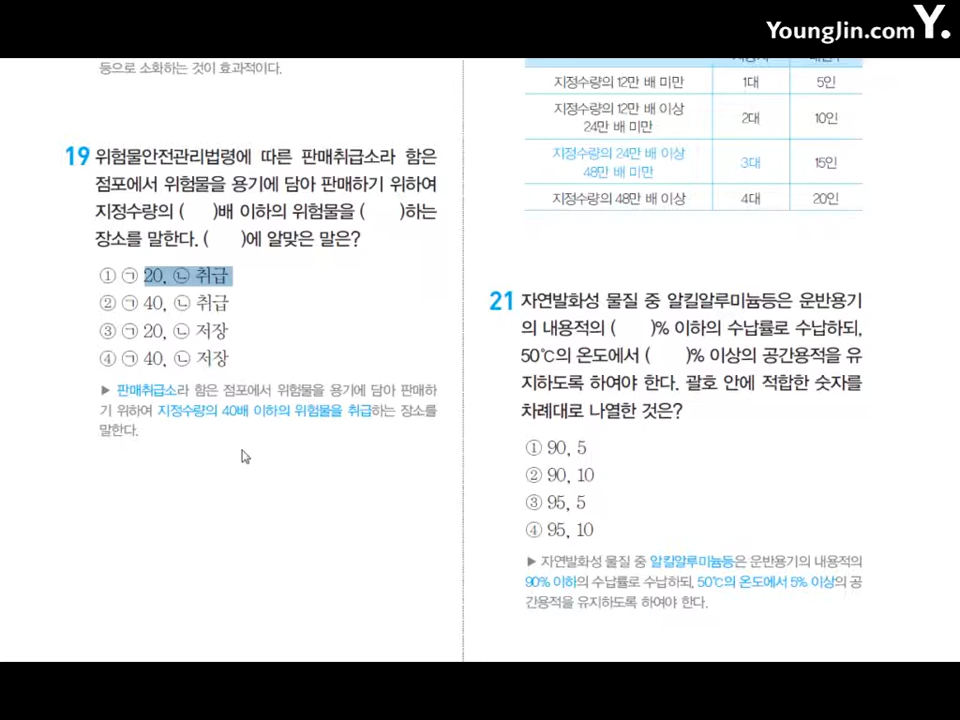 YoungJin.com Y.
등으로 소화하는 것이 효과적이다.
19 위험물안전관리법령에 따른 판매취급소라 함은
점포에서 위험물을 용기에 담아 판매하기 위하여
지정수량의 ( )배 이하의 위험물을 ( )하는
장소를 말한다. ( )에 알맞은 말은?
① ㉠ 20, ㉡ 취급
② ㉠ 40, ㉡ 취급
③ ㉠ 20, ㉡ 저장
④ ㉠ 40, ㉡ 저장
▶ 판매취급소라 함은 점포에서 위험물을 용기에 담아 판매하
기 위하여 지정수량의 40배 이하의 위험물을 취급하는 장소를
말한다.
지정수량의 12만 배 미만 1대 5인
지정수량의 12만 배 이상
24만 배 미만 2대 10인
지정수량의 24만 배 이상
48만 배 미만 3대 15인
지정수량의 48만 배 이상 4대 20인
21 자연발화성 물질 중 알킬알루미늄등은 운반용기
의 내용적의 ( )% 이하의 수납률로 수납하되,
50℃의 온도에서 ( )% 이상의 공간용적을 유
지하도록 하여야 한다. 괄호 안에 적합한 숫자를
차례대로 나열한 것은?
① 90, 5
② 90, 10
③ 95, 5
④ 95, 10
▶ 자연발화성 물질 중 알킬알루미늄등은 운반용기의 내용적의
90% 이하의 수납률로 수납하되, 50℃의 온도에서 5% 이상의 공
간용적을 유지하도록 하여야 한다.